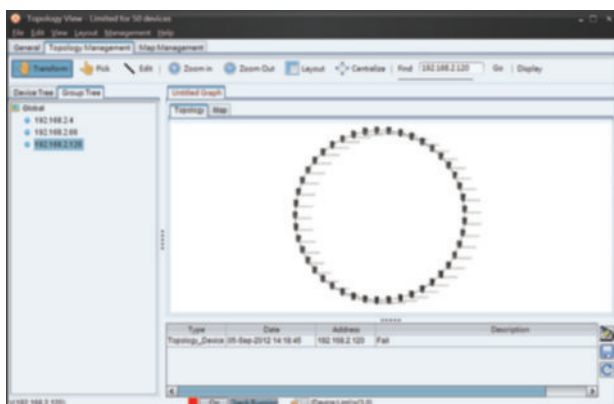 Topology View - Limited for 50 devices
File Edit View Layout Management Help
General Topology Management Map Management
Transform Pick Edit Zoom in Zoom Out Layout Centralize Find 192.168.2.120 Go Display
Device Tree Group Tree
Untitled Graph
Global
Topology Map
192.168.2.4
192.168.2.66
192.168.2.120
Type Date Address Description
Topology_Device 05-Sep-2012 14:18:45 192.168.2.120 Fail